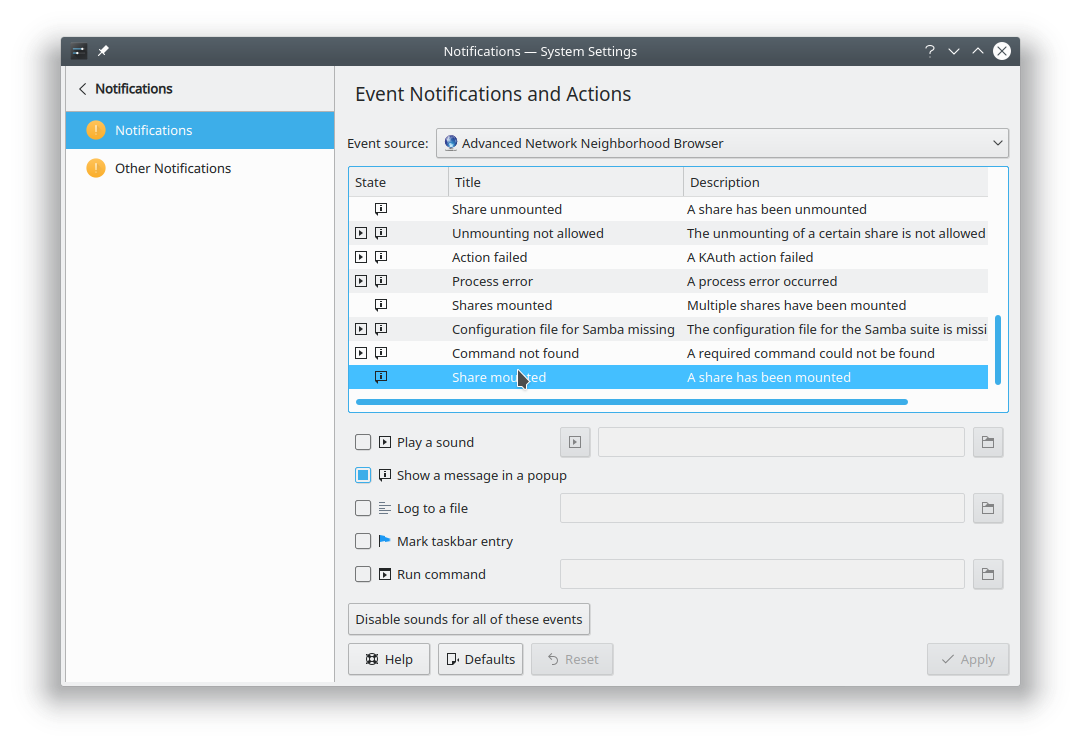 Notifications — System Settings
Notifications
Notifications
Other Notifications
Event Notifications and Actions
Event source: Advanced Network Neighborhood Browser
State Title Description
Share unmounted A share has been unmounted
Unmounting not allowed The unmounting of a certain share is not allowed
Action failed A KAuth action failed
Process error A process error occurred
Shares mounted Multiple shares have been mounted
Configuration file for Samba missing The configuration file for the Samba suite is missi
Command not found A required command could not be found
Share mounted A share has been mounted
Play a sound
Show a message in a popup
Log to a file
Mark taskbar entry
Run command
Disable sounds for all of these events
Help Defaults Reset Apply